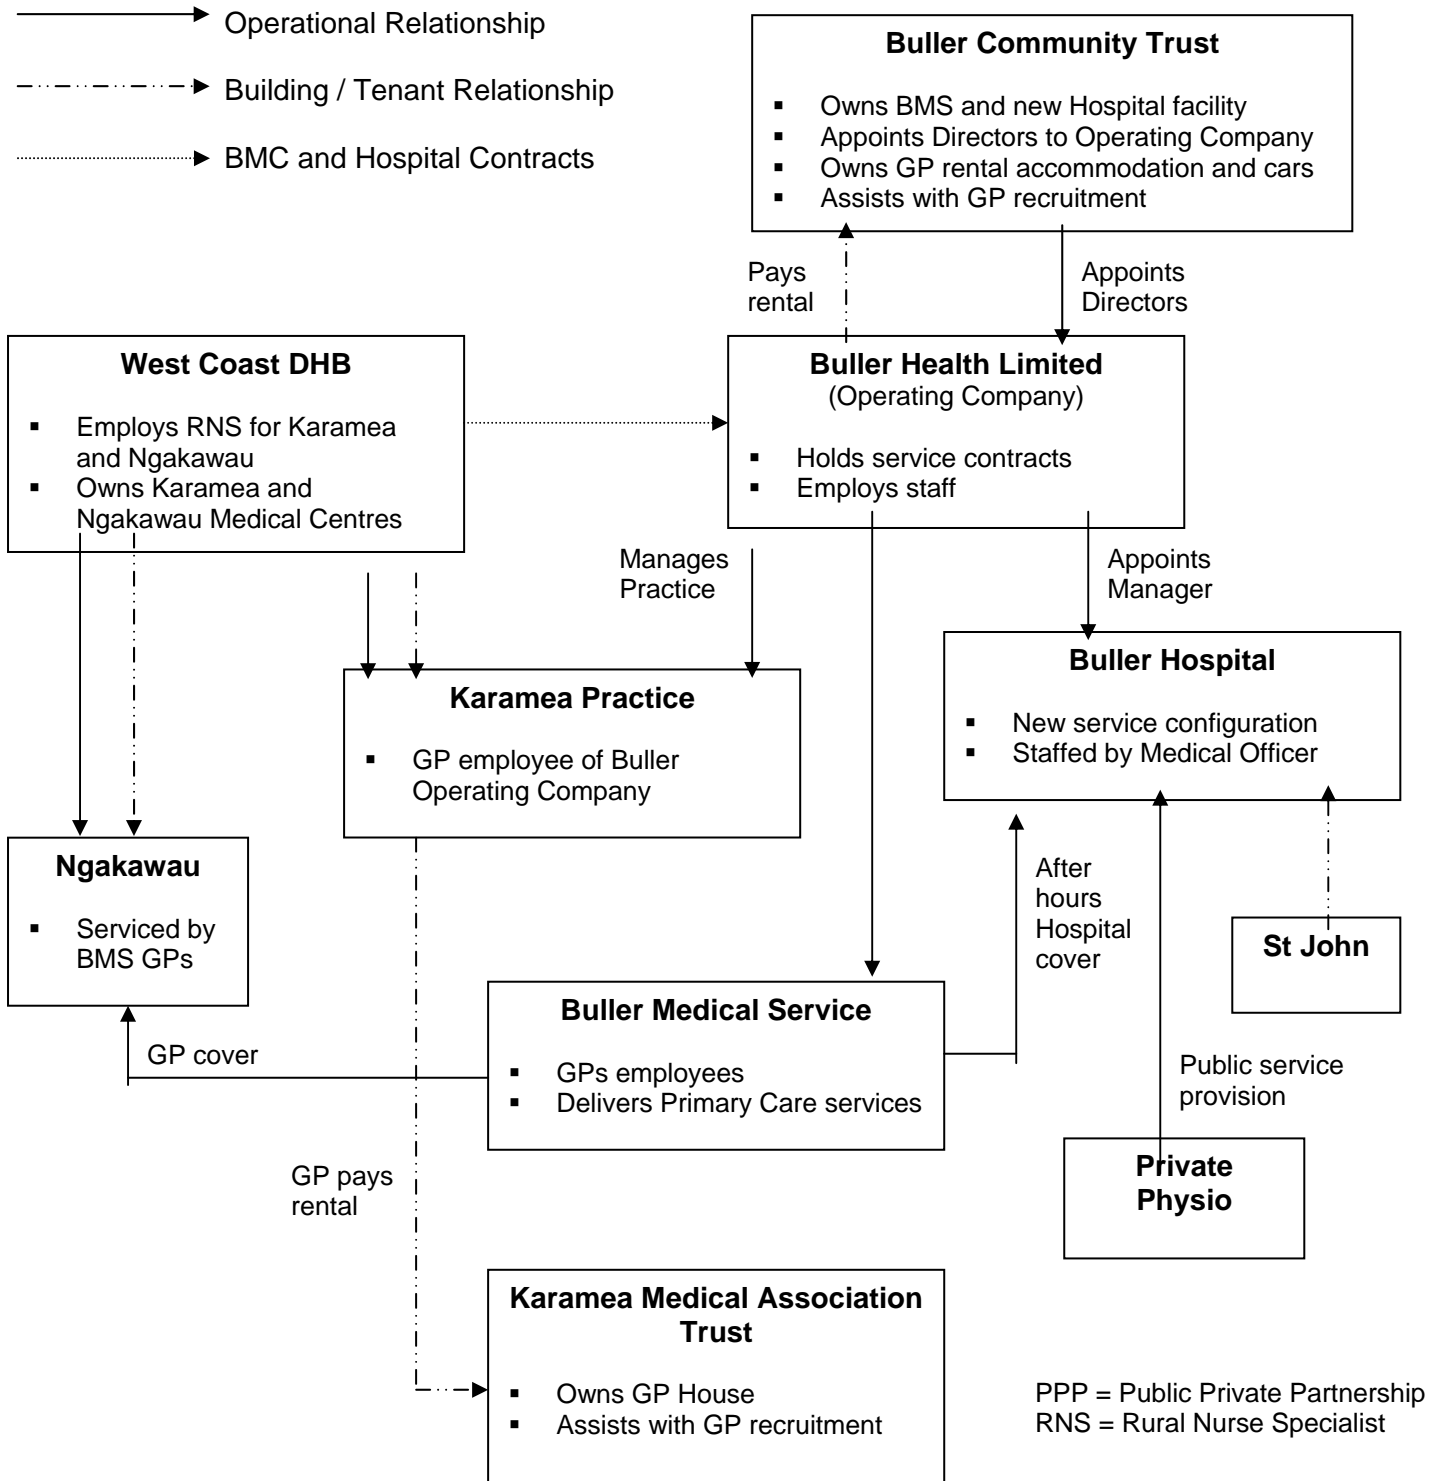 Operational Relationship
Building / Tenant Relationship
BMC and Hospital Contracts
Buller Community Trust
▪ Owns BMS and new Hospital facility
▪ Appoints Directors to Operating Company
▪ Owns GP rental accommodation and cars
▪ Assists with GP recruitment
Pays
rental
Appoints
Directors
West Coast DHB
▪ Employs RNS for Karamea
and Ngakawau
▪ Owns Karamea and
Ngakawau Medical Centres
Buller Health Limited
(Operating Company)
▪ Holds service contracts
▪ Employs staff
Manages
Practice
Appoints
Manager
Karamea Practice
▪ GP employee of Buller
Operating Company
Buller Hospital
▪ New service configuration
▪ Staffed by Medical Officer
Ngakawau
▪ Serviced by
BMS GPs
After
hours
Hospital
cover
St John
GP cover
Buller Medical Service
▪ GPs employees
▪ Delivers Primary Care services
Public service
provision
Private
Physio
GP pays
rental
Karamea Medical Association
Trust
▪ Owns GP House
▪ Assists with GP recruitment
PPP = Public Private Partnership
RNS = Rural Nurse Specialist